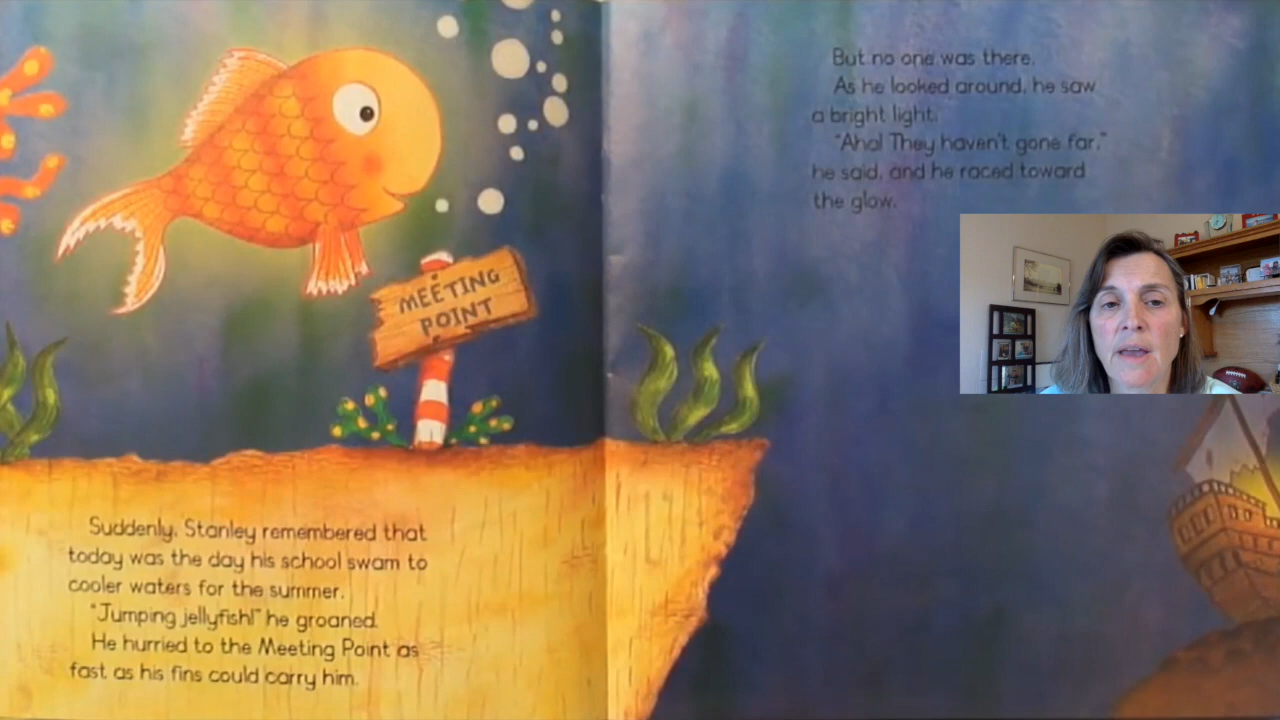 MEETING
POINT
Suddenly, Stanley remembered that
today was the day his school swam to
cooler waters for the summer.
"Jumping jellyfish!" he groaned.
He hurried to the Meeting Point as
fast as his fins could carry him.
But no one was there.
As he looked around, he saw
a bright light.
"Aha! They haven't gone far,"
he said, and he raced toward
the glow.